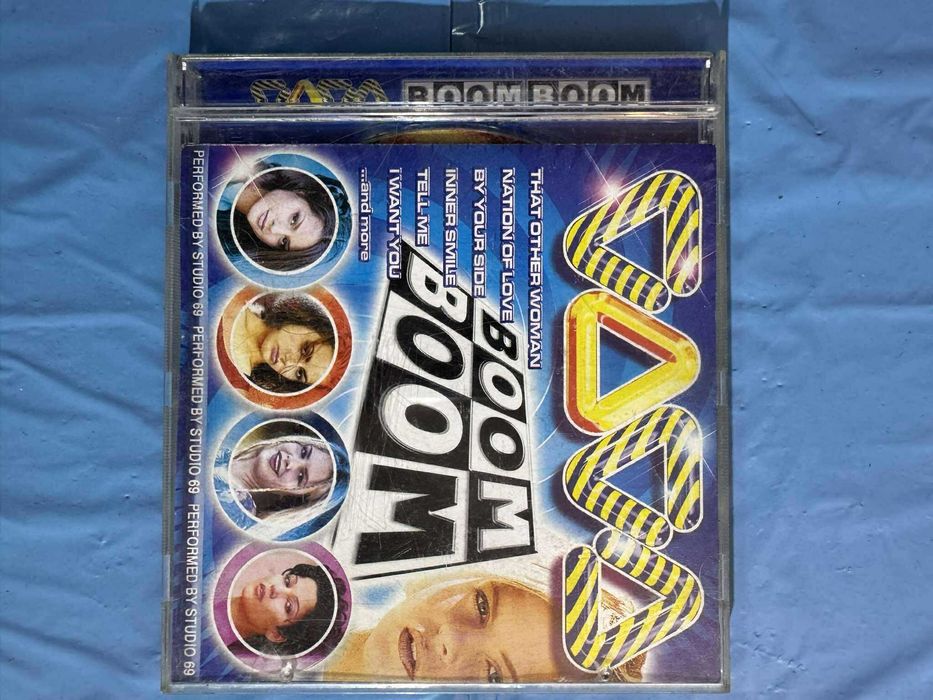 BOOM BOOM
THAT OTHER WOMAN
NATION OF LOVE
BY YOUR SIDE
INNER SMILE
TELL ME
I WANT YOU
...and more
BOOM
BOOM
PERFORMED BY STUDIO 69 PERFORMED BY STUDIO 69 PERFORMED BY STUDIO 69